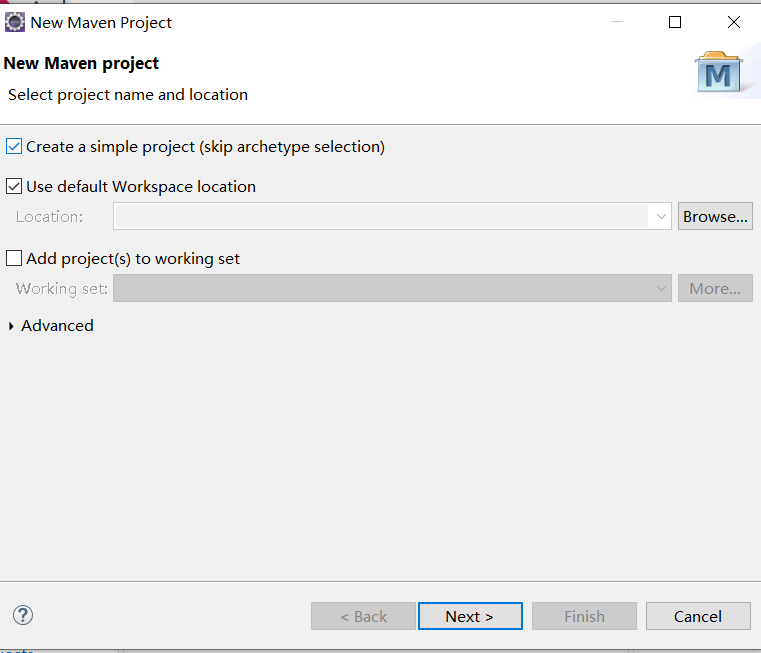 New Maven Project
New Maven project
Select project name and location
M
Create a simple project (skip archetype selection)
Use default Workspace location
Location:
Browse...
Add project(s) to working set
Working set:
More...
Advanced
?
< Back
Next >
Finish
Cancel